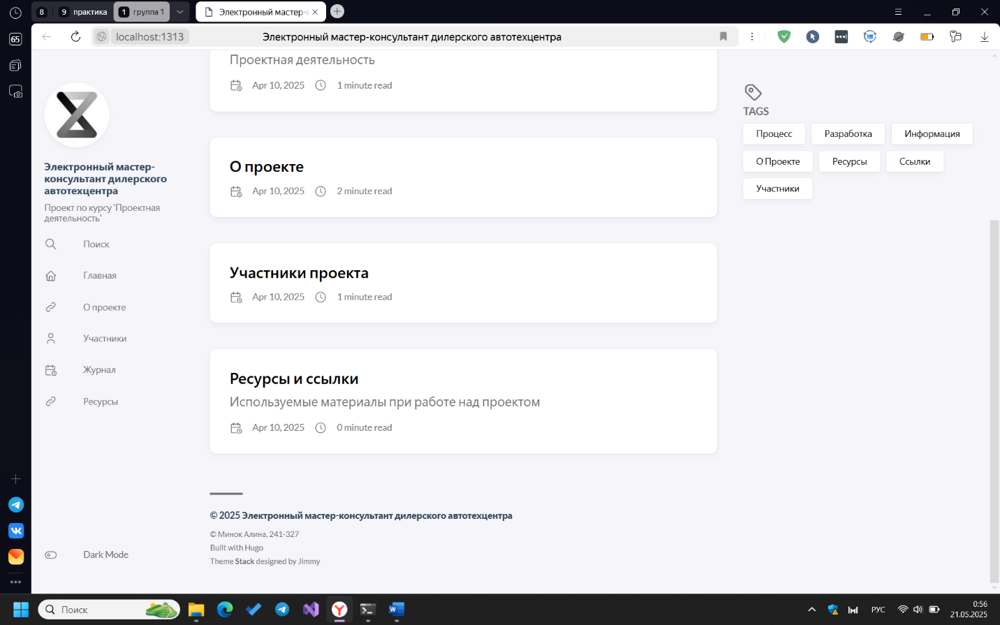 8
9 практика
1 группа 1
Электронный мастер-
65
localhost:1313
Электронный мастер-консультант дилерского автотехцентра
Электронный мастер-
консультант дилерского
автотехцентра
Проект по курсу 'Проектная
деятельность'
Поиск
Главная
О проекте
Участники
Журнал
Ресурсы
Dark Mode
Проектная деятельность
Apr 10, 2025 1 minute read
О проекте
Apr 10, 2025 2 minute read
Участники проекта
Apr 10, 2025 1 minute read
Ресурсы и ссылки
Используемые материалы при работе над проектом
Apr 10, 2025 0 minute read
© 2025 Электронный мастер-консультант дилерского автотехцентра
© Минок Алина, 241-327
Built with Hugo
Theme Stack designed by Jimmy
TAGS
Процесс Разработка Информация
О Проекте Ресурсы Ссылки
Участники
Поиск
РУС
0:56
21.05.2025